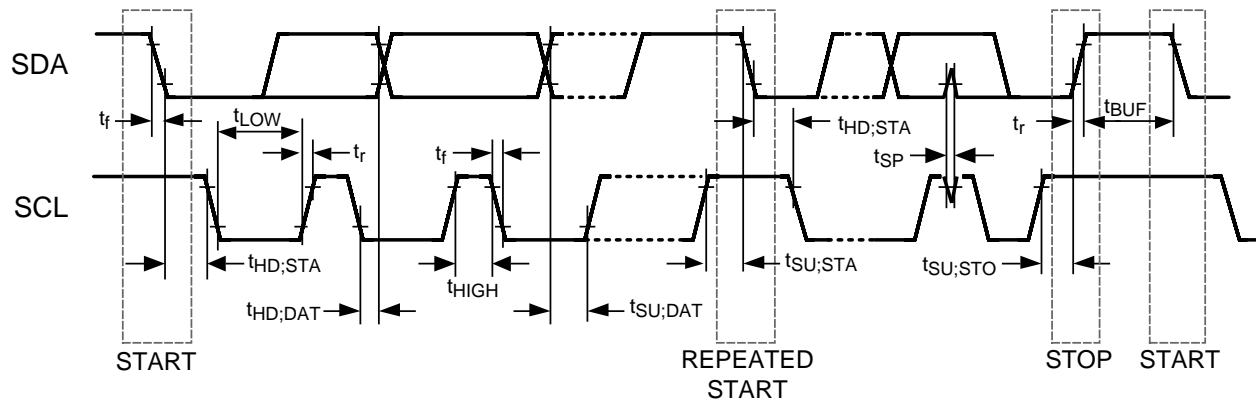 SDA
t_f
t_LOW
t_r
t_f
t_HD;STA
t_SP
t_r
t_BUF
SCL
t_HD;STA
t_HD;DAT
t_HIGH
t_SU;DAT
t_SU;STA
t_SU;STO
START
REPEATED
START
STOP
START